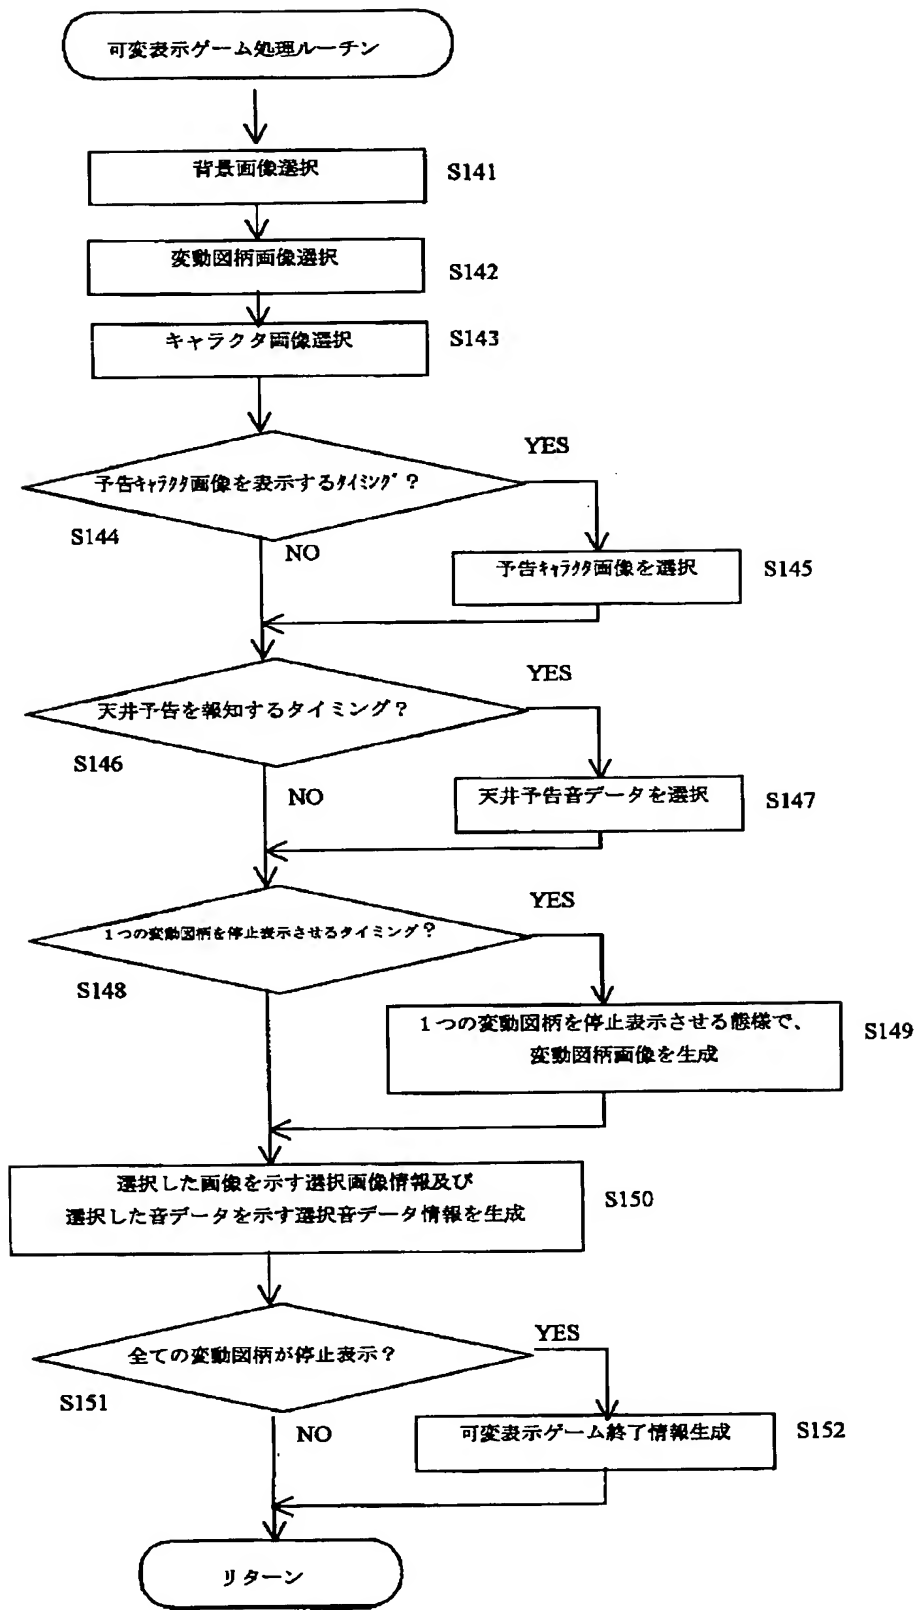 可変表示ゲーム処理ルーチン
背景画像選択
S141
変動図柄画像選択
S142
キャラクタ画像選択
S143
YES
予告ｷｬﾗｸﾀ画像を表示するﾀｲﾐﾝｸﾞ？
S144
NO
予告ｷｬﾗｸﾀ画像を選択
S145
YES
天井予告を報知するタイミング？
S146
NO
天井予告音データを選択
S147
YES
1つの変動図柄を停止表示させるタイミング？
S148
1つの変動図柄を停止表示させる態様で、
変動図柄画像を生成
S149
選択した画像を示す選択画像情報及び
選択した音データを示す選択音データ情報を生成
S150
YES
全ての変動図柄が停止表示？
S151
NO
可変表示ゲーム終了情報生成
S152
リターン